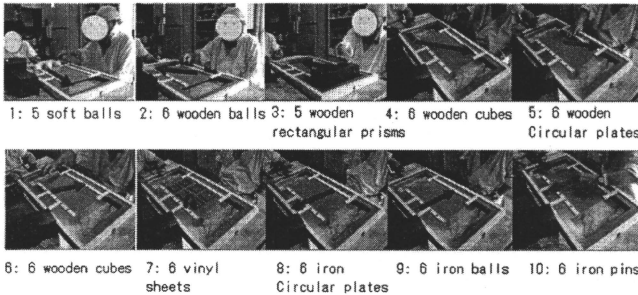 1: 5 soft balls
2: 6 wooden balls
3: 5 wooden
rectangular prisms
4: 6 wooden cubes
5: 6 wooden
Circular plates
6: 6 wooden cubes
7: 6 vinyl
sheets
8: 6 iron
Circular plates
9: 6 iron balls
10: 6 iron pins